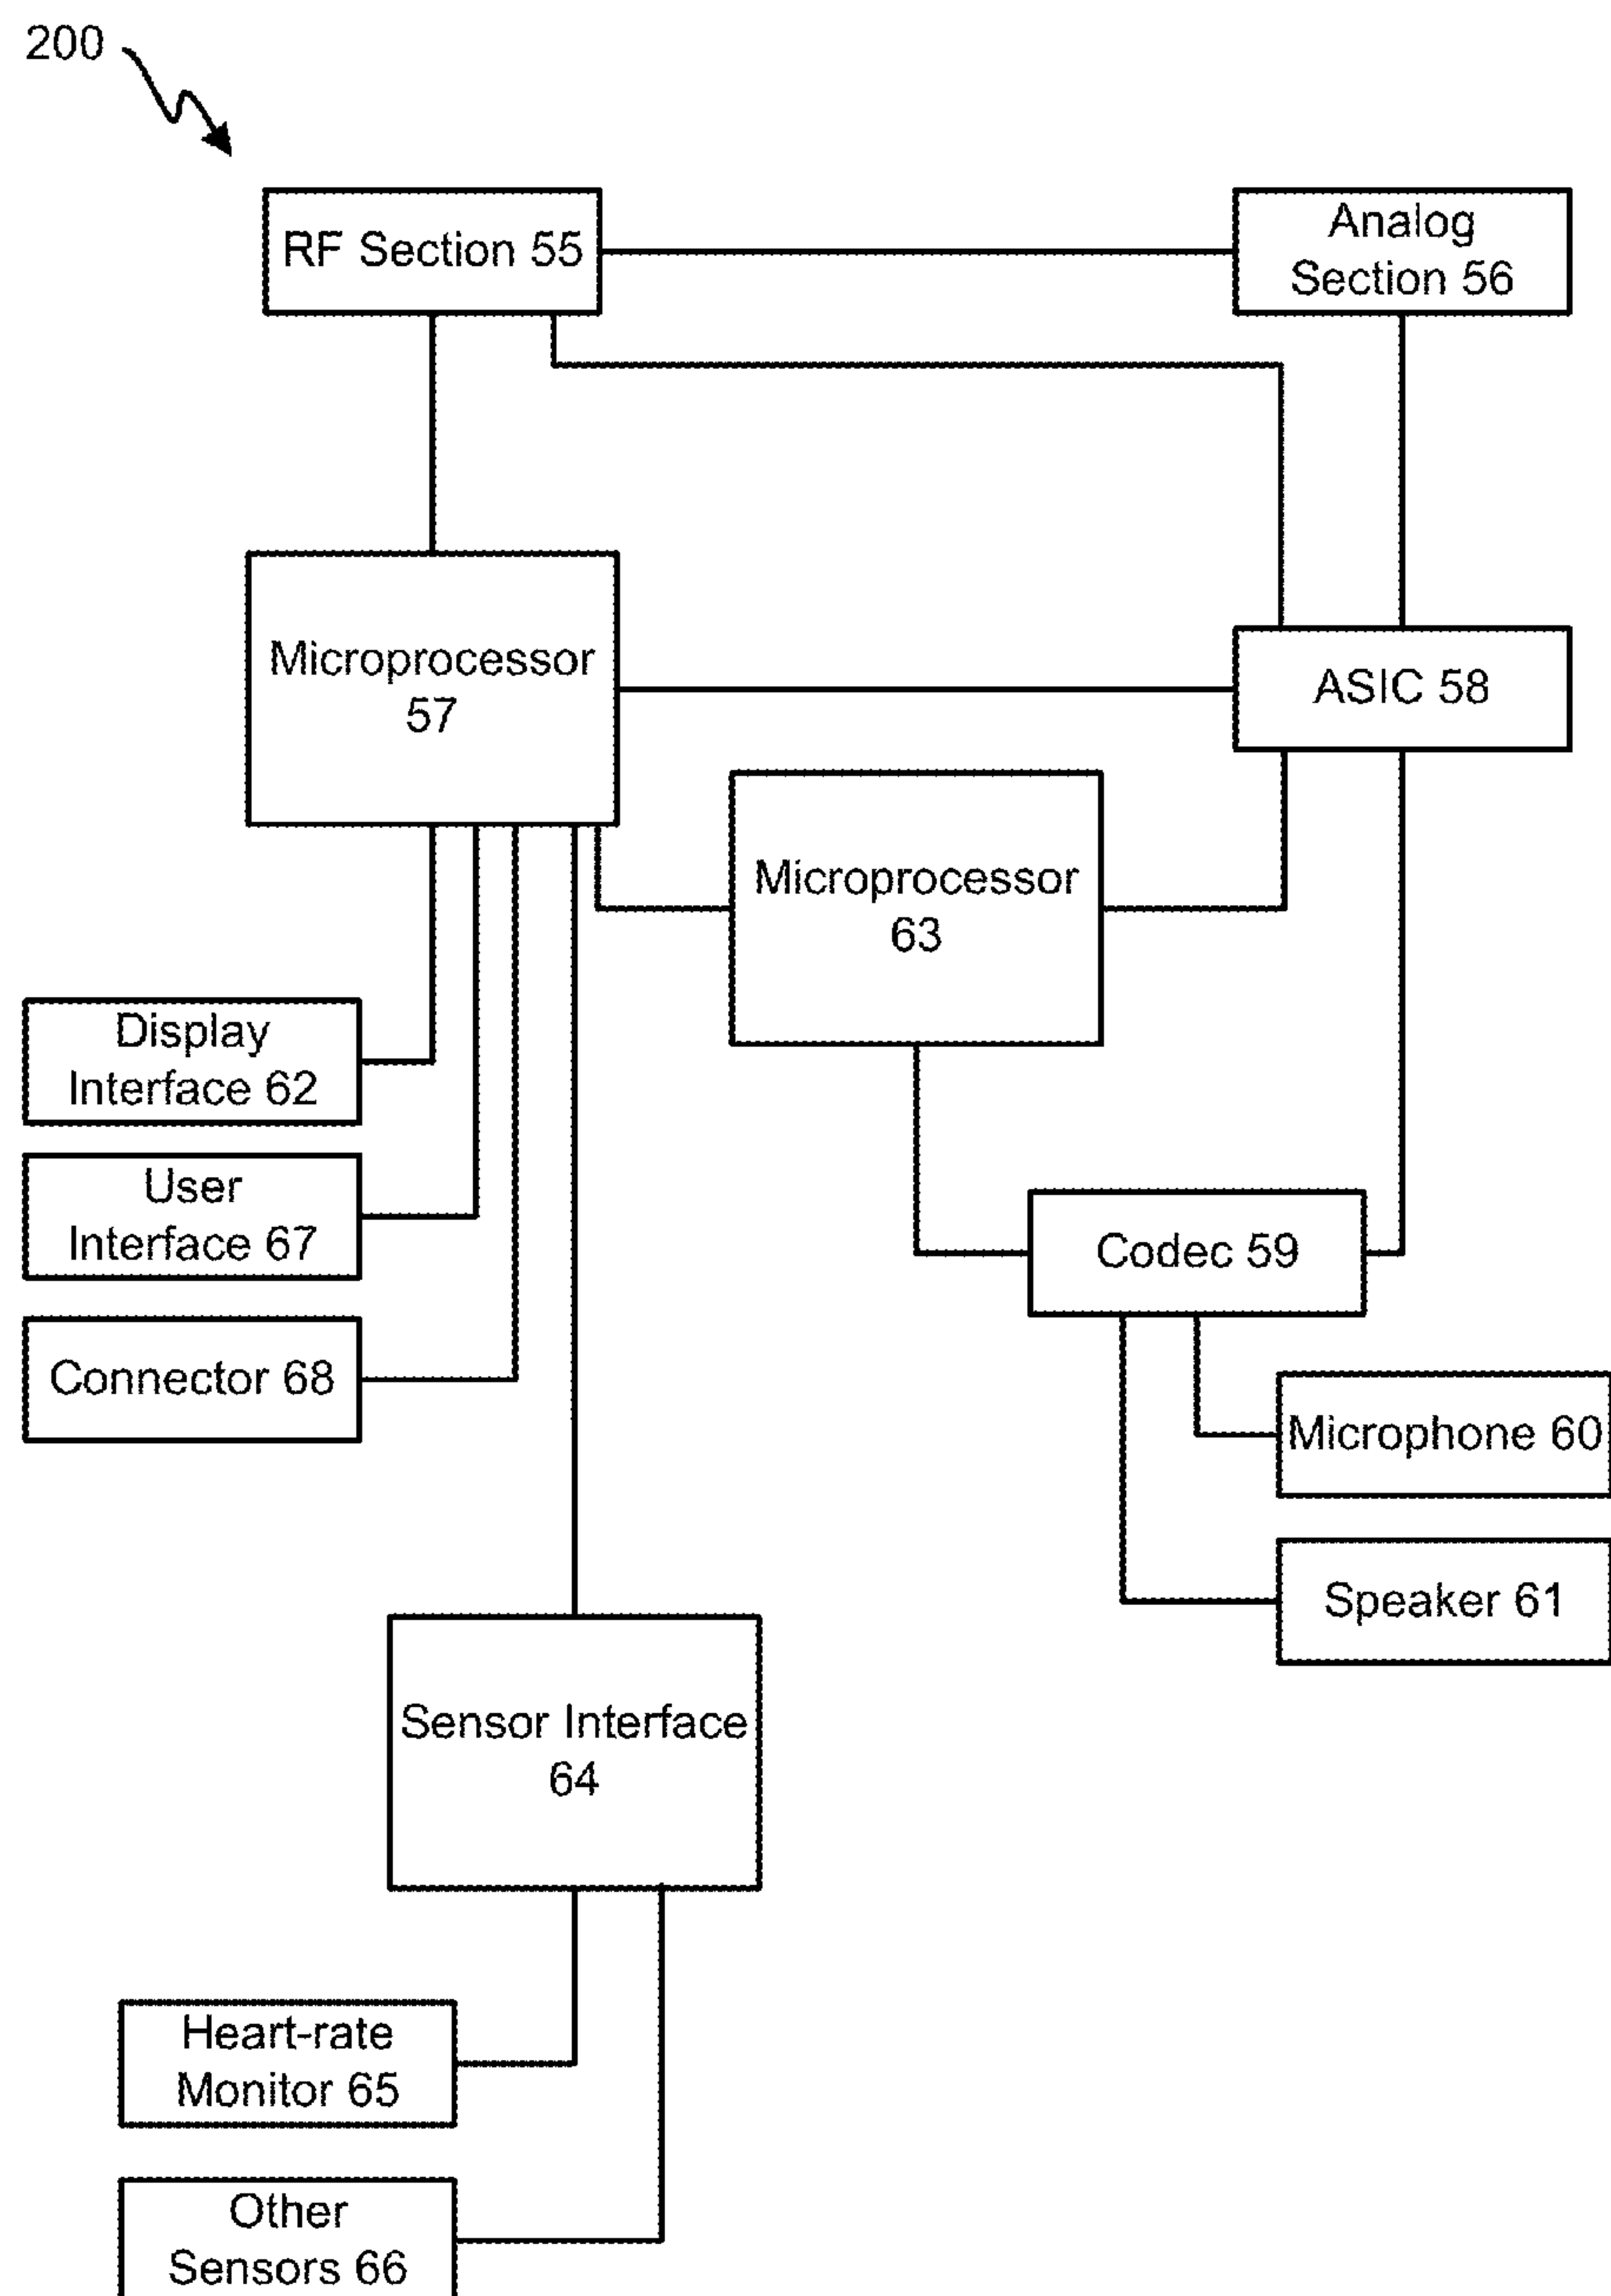 200
RF Section 55
Analog
Section 56
Microprocessor
57
ASIC 58
Microprocessor
63
Display
Interface 62
User
Interface 67
Codec 59
Connector 68
Microphone 60
Speaker 61
Sensor Interface
64
Heart-rate
Monitor 65
Other
Sensors 66